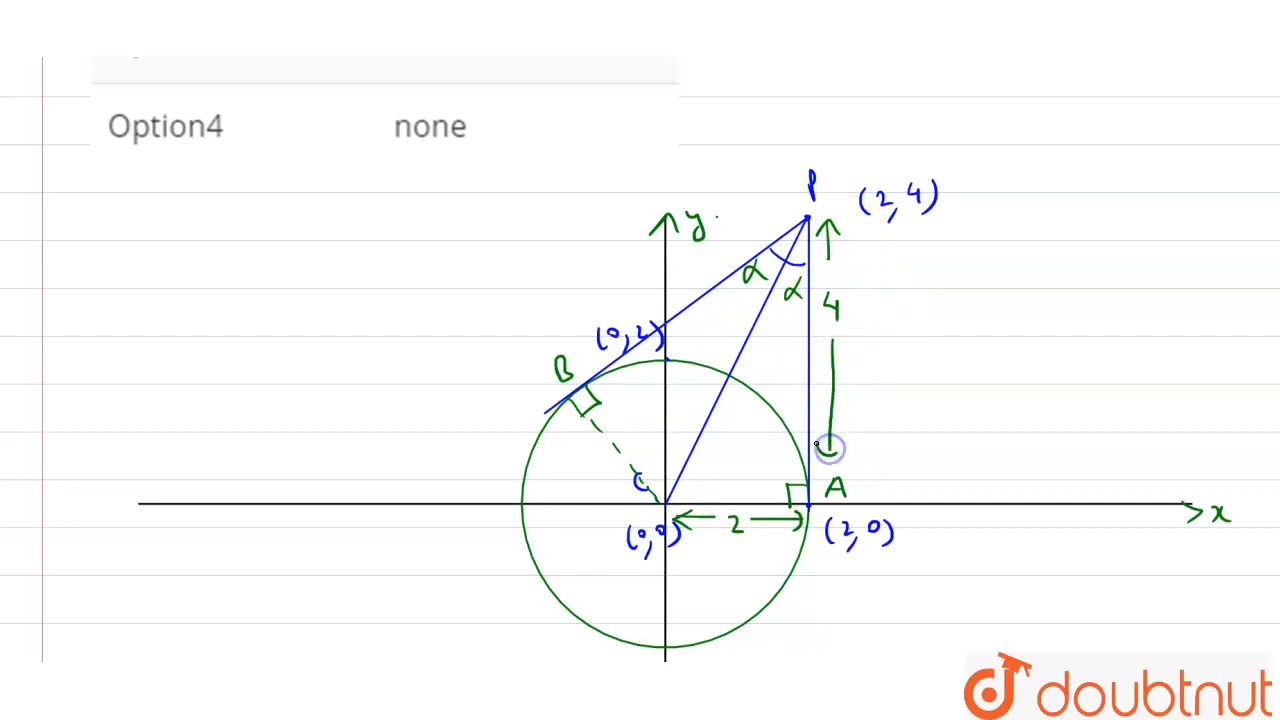 Option4 none
P
(2, 4)
y
α
α
4
(0, 2)
B
A
C
(0, 0)
2
(2, 0)
x
doubtnut